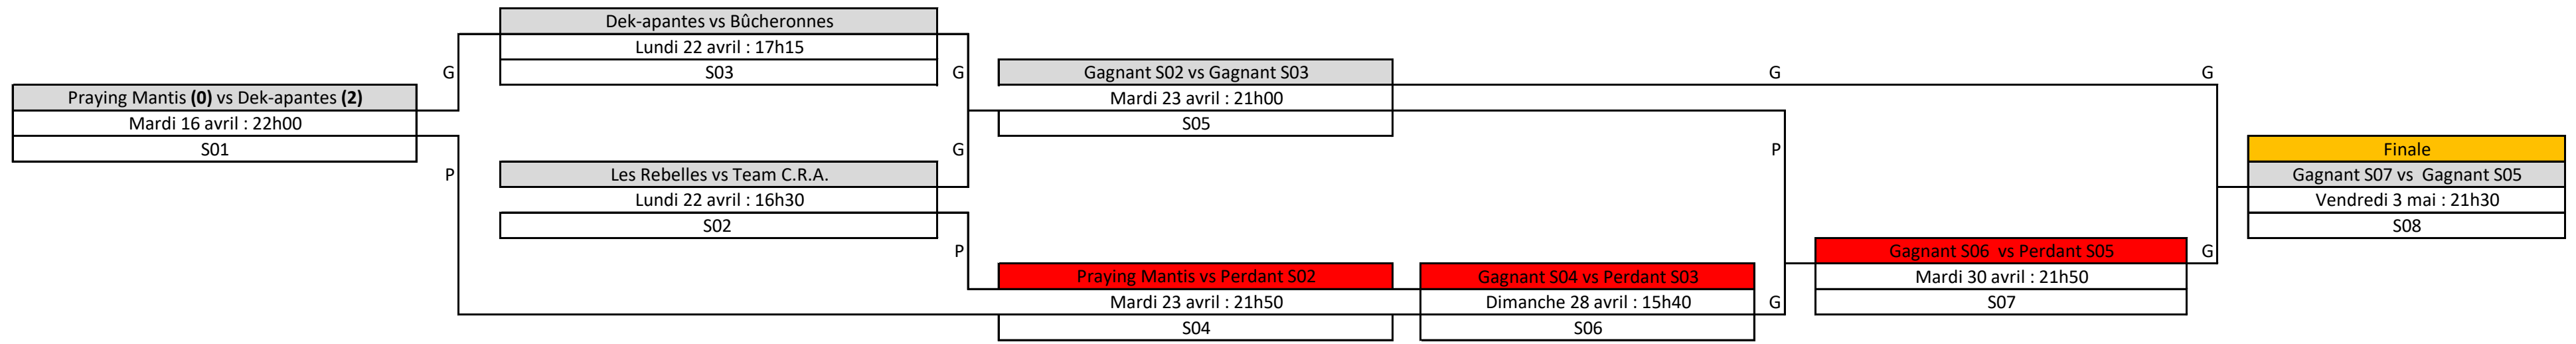 Praying Mantis (0) vs Dek-apantes (2)
Mardi 16 avril : 22h00
S01
G
P
Dek-apantes vs Bûcheronnes
Lundi 22 avril : 17h15
S03
G
Les Rebelles vs Team C.R.A.
Lundi 22 avril : 16h30
S02
G
P
Gagnant S02 vs Gagnant S03
Mardi 23 avril : 21h00
S05
G
P
Praying Mantis vs Perdant S02
Mardi 23 avril : 21h50
S04
Gagnant S04 vs Perdant S03
Dimanche 28 avril : 15h40
S06
G
Gagnant S06  vs Perdant S05
Mardi 30 avril : 21h50
S07
G
G
Finale
Gagnant S07 vs  Gagnant S05
Vendredi 3 mai : 21h30
S08